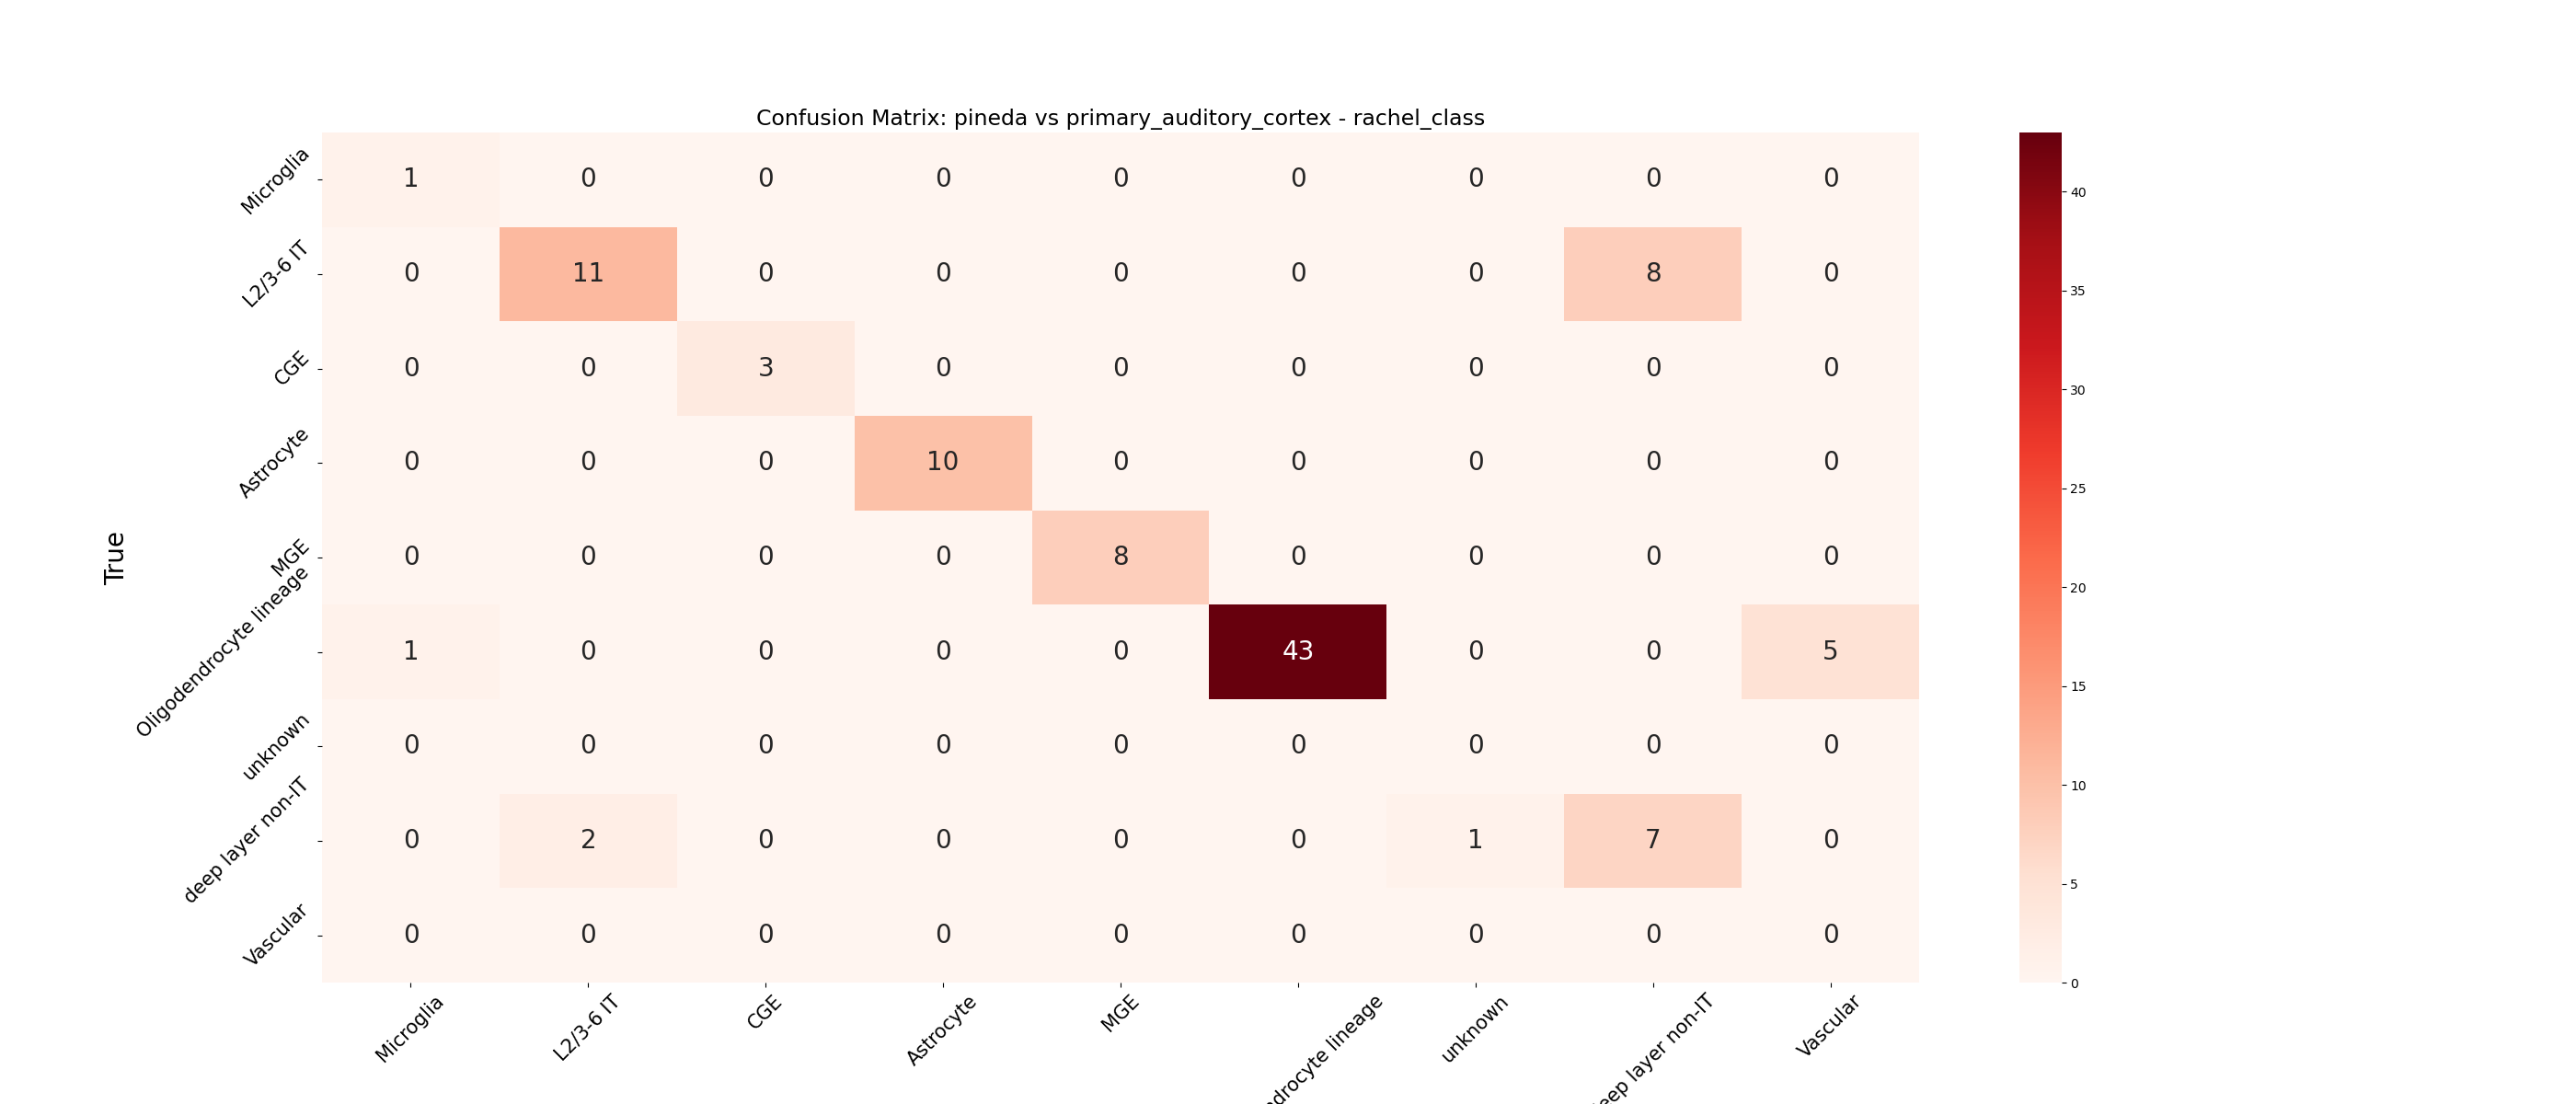 Confusion Matrix: pineda vs primary_auditory_cortex - rachel_class
Microglia 1 0 0 0 0 0 0 0 0
L2/3-6 IT 0 11 0 0 0 0 0 8 0
CGE 0 0 3 0 0 0 0 0 0
Astrocyte 0 0 0 10 0 0 0 0 0
MGE 0 0 0 0 8 0 0 0 0
Oligodendrocyte lineage 1 0 0 0 0 43 0 0 5
unknown 0 0 0 0 0 0 0 0 0
deep layer non-IT 0 2 0 0 0 0 1 7 0
Vascular 0 0 0 0 0 0 0 0 0
True
Microglia L2/3-6 IT CGE Astrocyte MGE lineage unknown layer non-IT Vascular
40
35
30
25
20
15
10
5
0